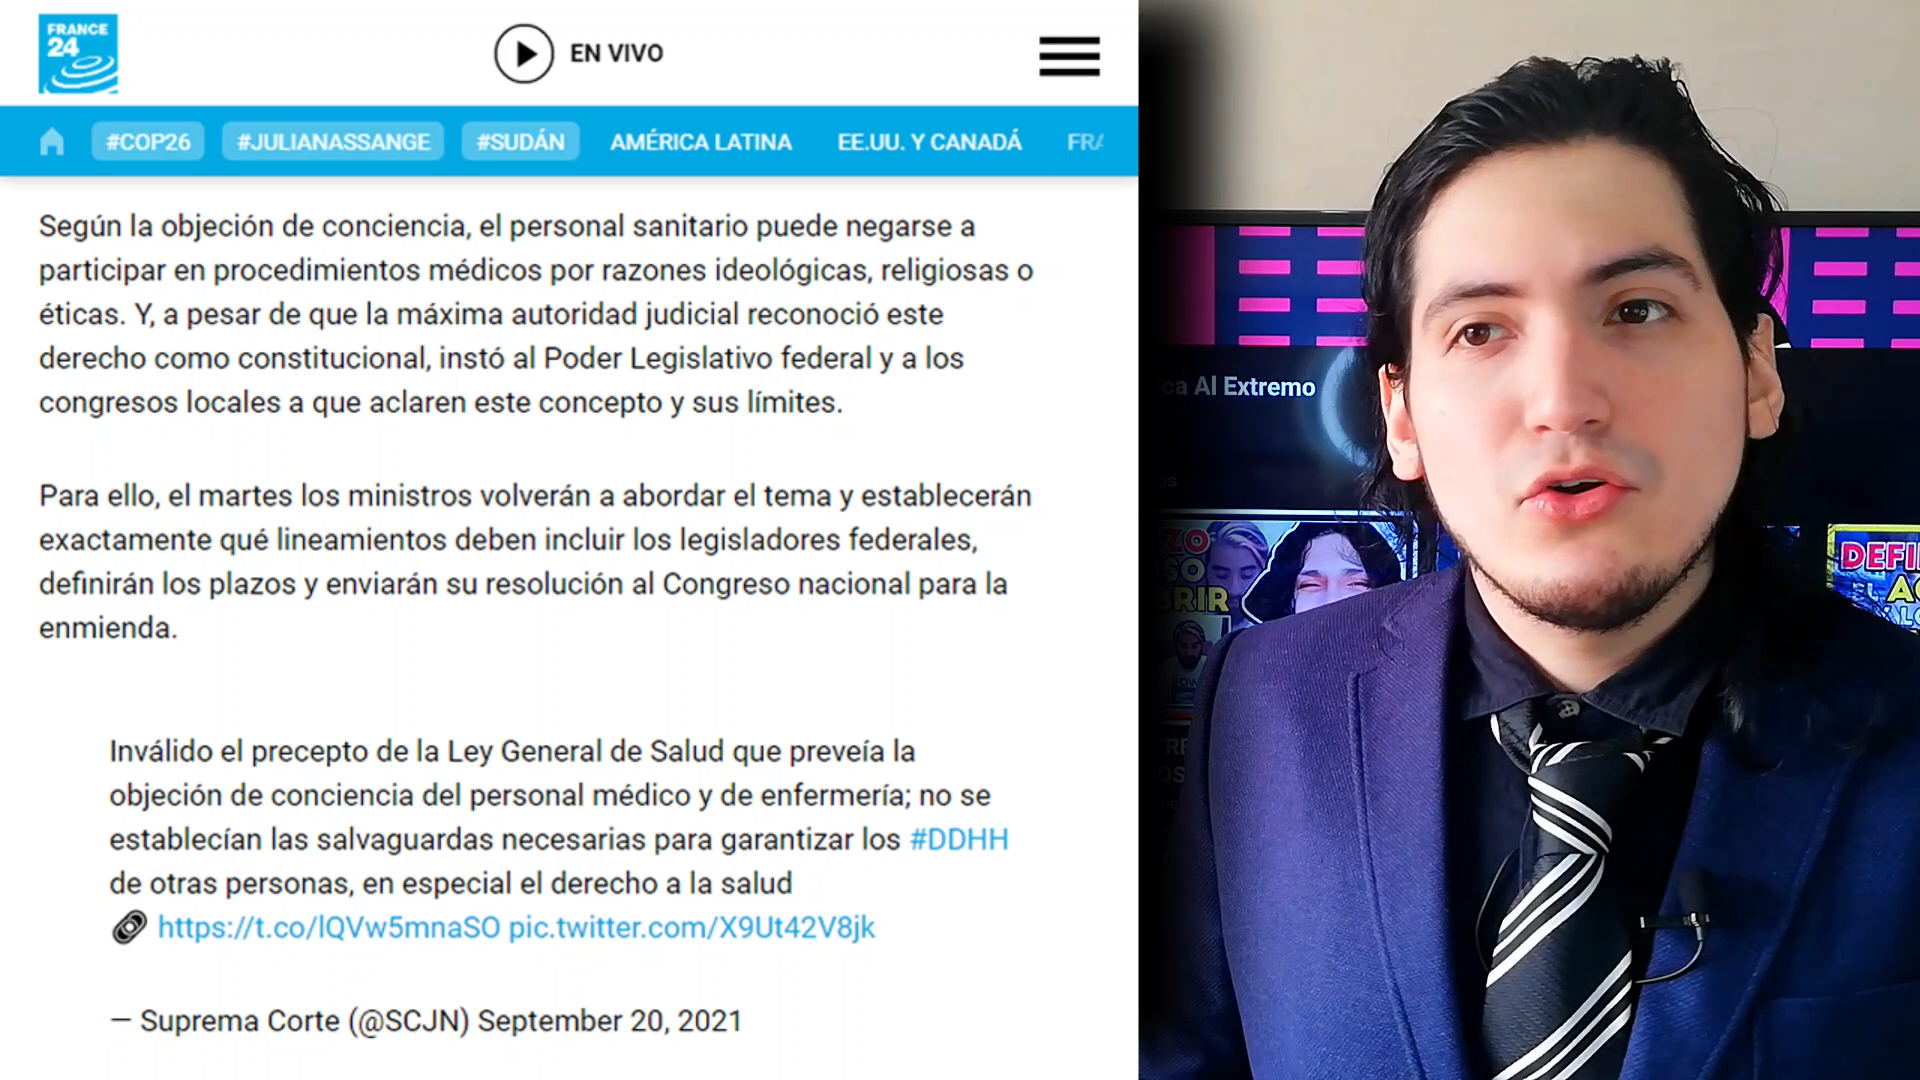 FRANCE
24
EN VIVO
#COP26 #JULIANASSANGE #SUDÁN AMÉRICA LATINA EE.UU. Y CANADÁ FRA
Según la objeción de conciencia, el personal sanitario puede negarse a
participar en procedimientos médicos por razones ideológicas, religiosas o
éticas. Y, a pesar de que la máxima autoridad judicial reconoció este
derecho como constitucional, instó al Poder Legislativo federal y a los
congresos locales a que aclaren este concepto y sus límites.
Para ello, el martes los ministros volverán a abordar el tema y establecerán
exactamente qué lineamientos deben incluir los legisladores federales,
definirán los plazos y enviarán su resolución al Congreso nacional para la
enmienda.
Inválido el precepto de la Ley General de Salud que preveía la
objeción de conciencia del personal médico y de enfermería; no se
establecían las salvaguardas necesarias para garantizar los #DDHH
de otras personas, en especial el derecho a la salud
https://t.co/lQVw5mnaSO pic.twitter.com/X9Ut42V8jk
— Suprema Corte (@SCJN) September 20, 2021
ca Al Extremo
ZO
SO
BRIR
DEFI